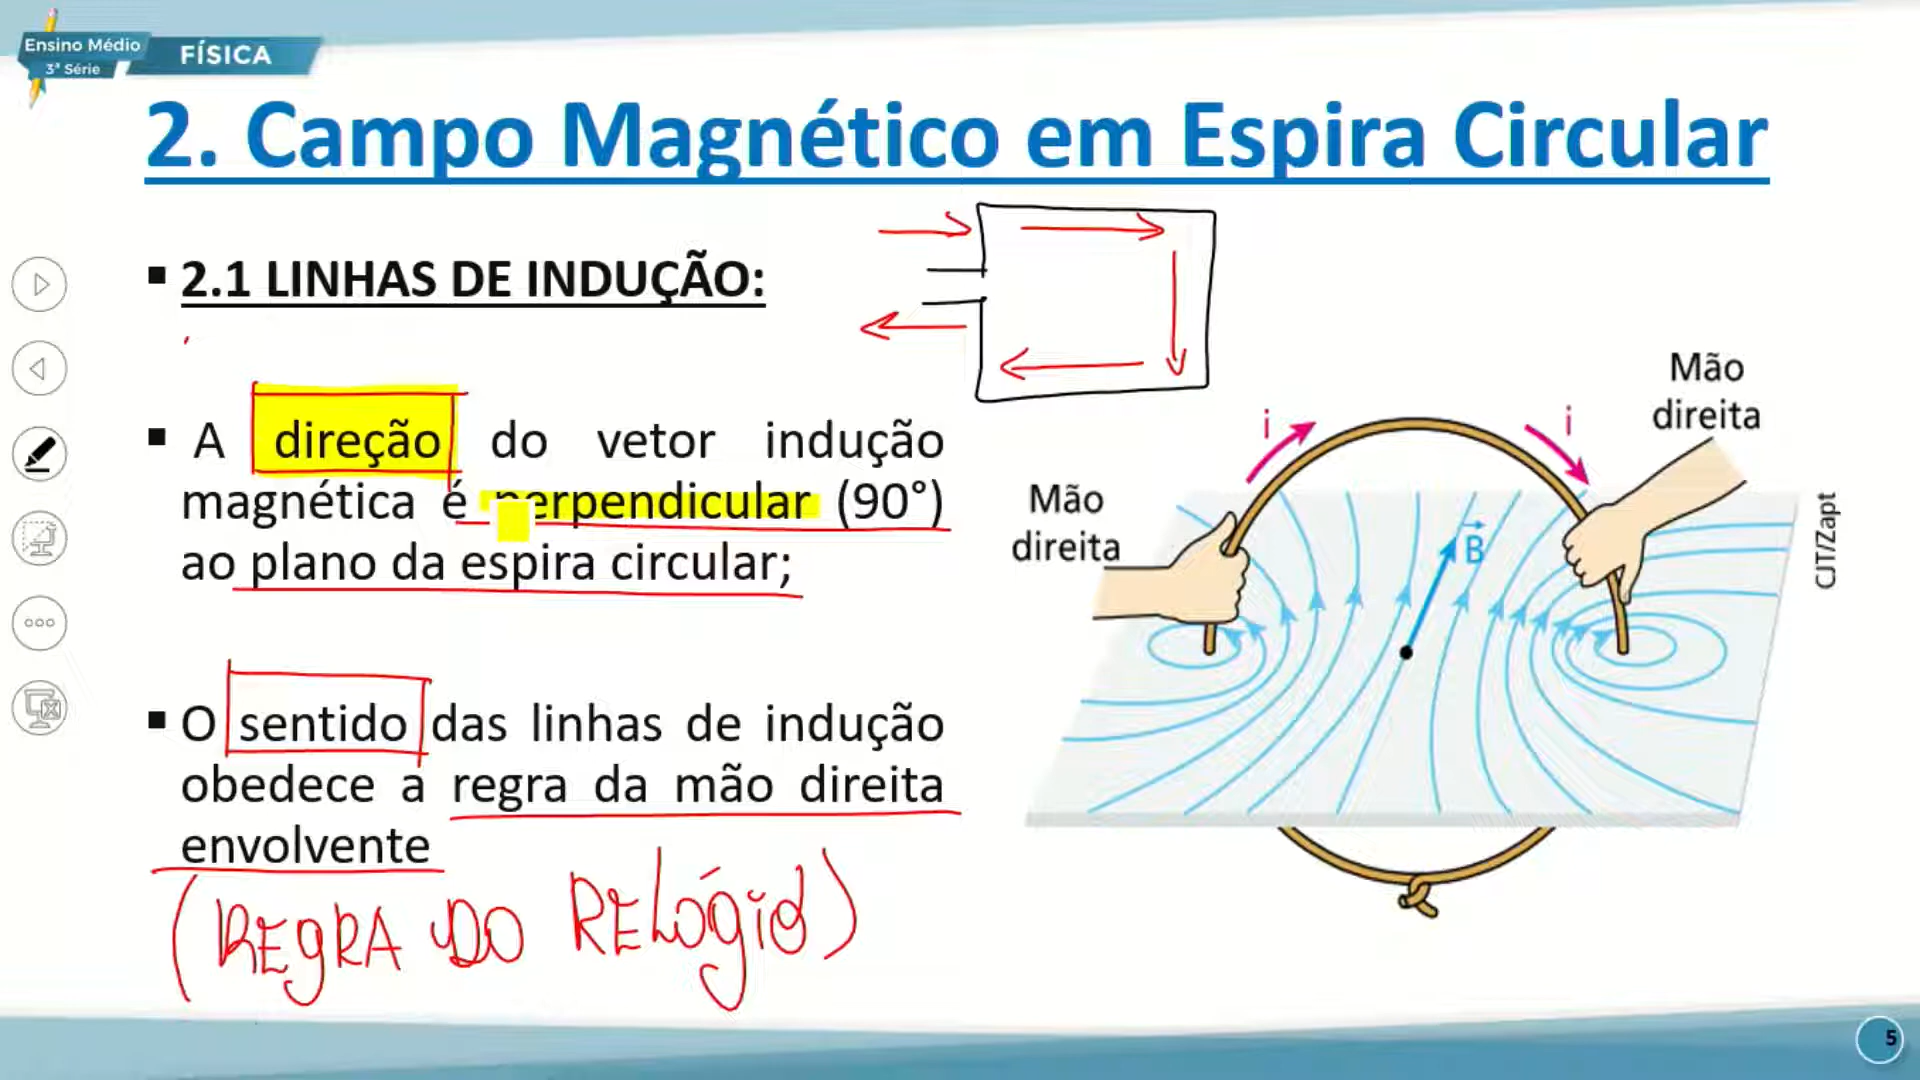 Ensino Médio
3ª Série
FÍSICA
2. Campo Magnético em Espira Circular
▪ 2.1 LINHAS DE INDUÇÃO:
▪ A direção do vetor indução
magnética é perpendicular (90°)
ao plano da espira circular;
▪ O sentido das linhas de indução
obedece a regra da mão direita
envolvente
(REGRA DO RELÓGIO)
Mão
direita
i
i
Mão
direita
B
CJT/Zapt
5